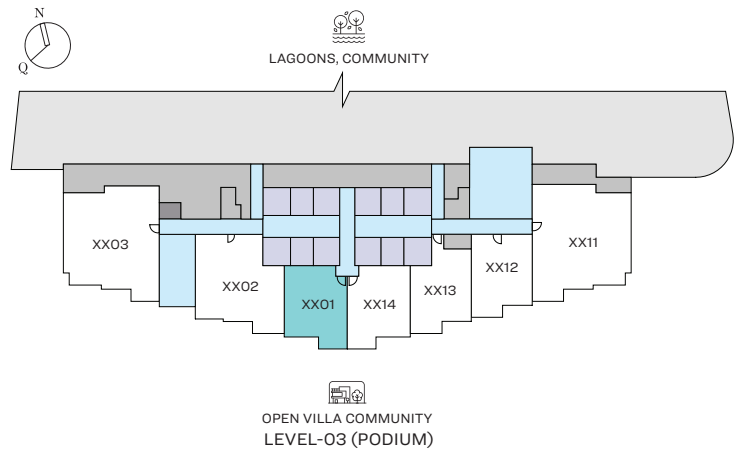 N
Q
LAGOONS, COMMUNITY
XX03
XX02
XX01
XX14
XX13
XX12
XX11
OPEN VILLA COMMUNITY
LEVEL-03 (PODIUM)